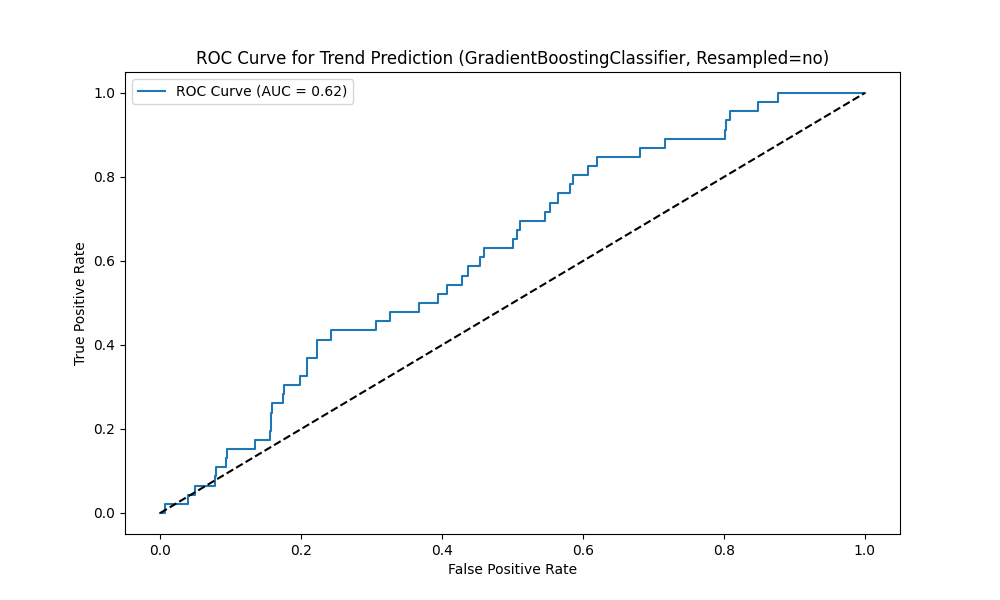 ROC Curve for Trend Prediction (GradientBoostingClassifier, Resampled=no)
ROC Curve (AUC = 0.62)
True Positive Rate
1.0
0.8
0.6
0.4
0.2
0.0
0.0 0.2 0.4 0.6 0.8 1.0
False Positive Rate